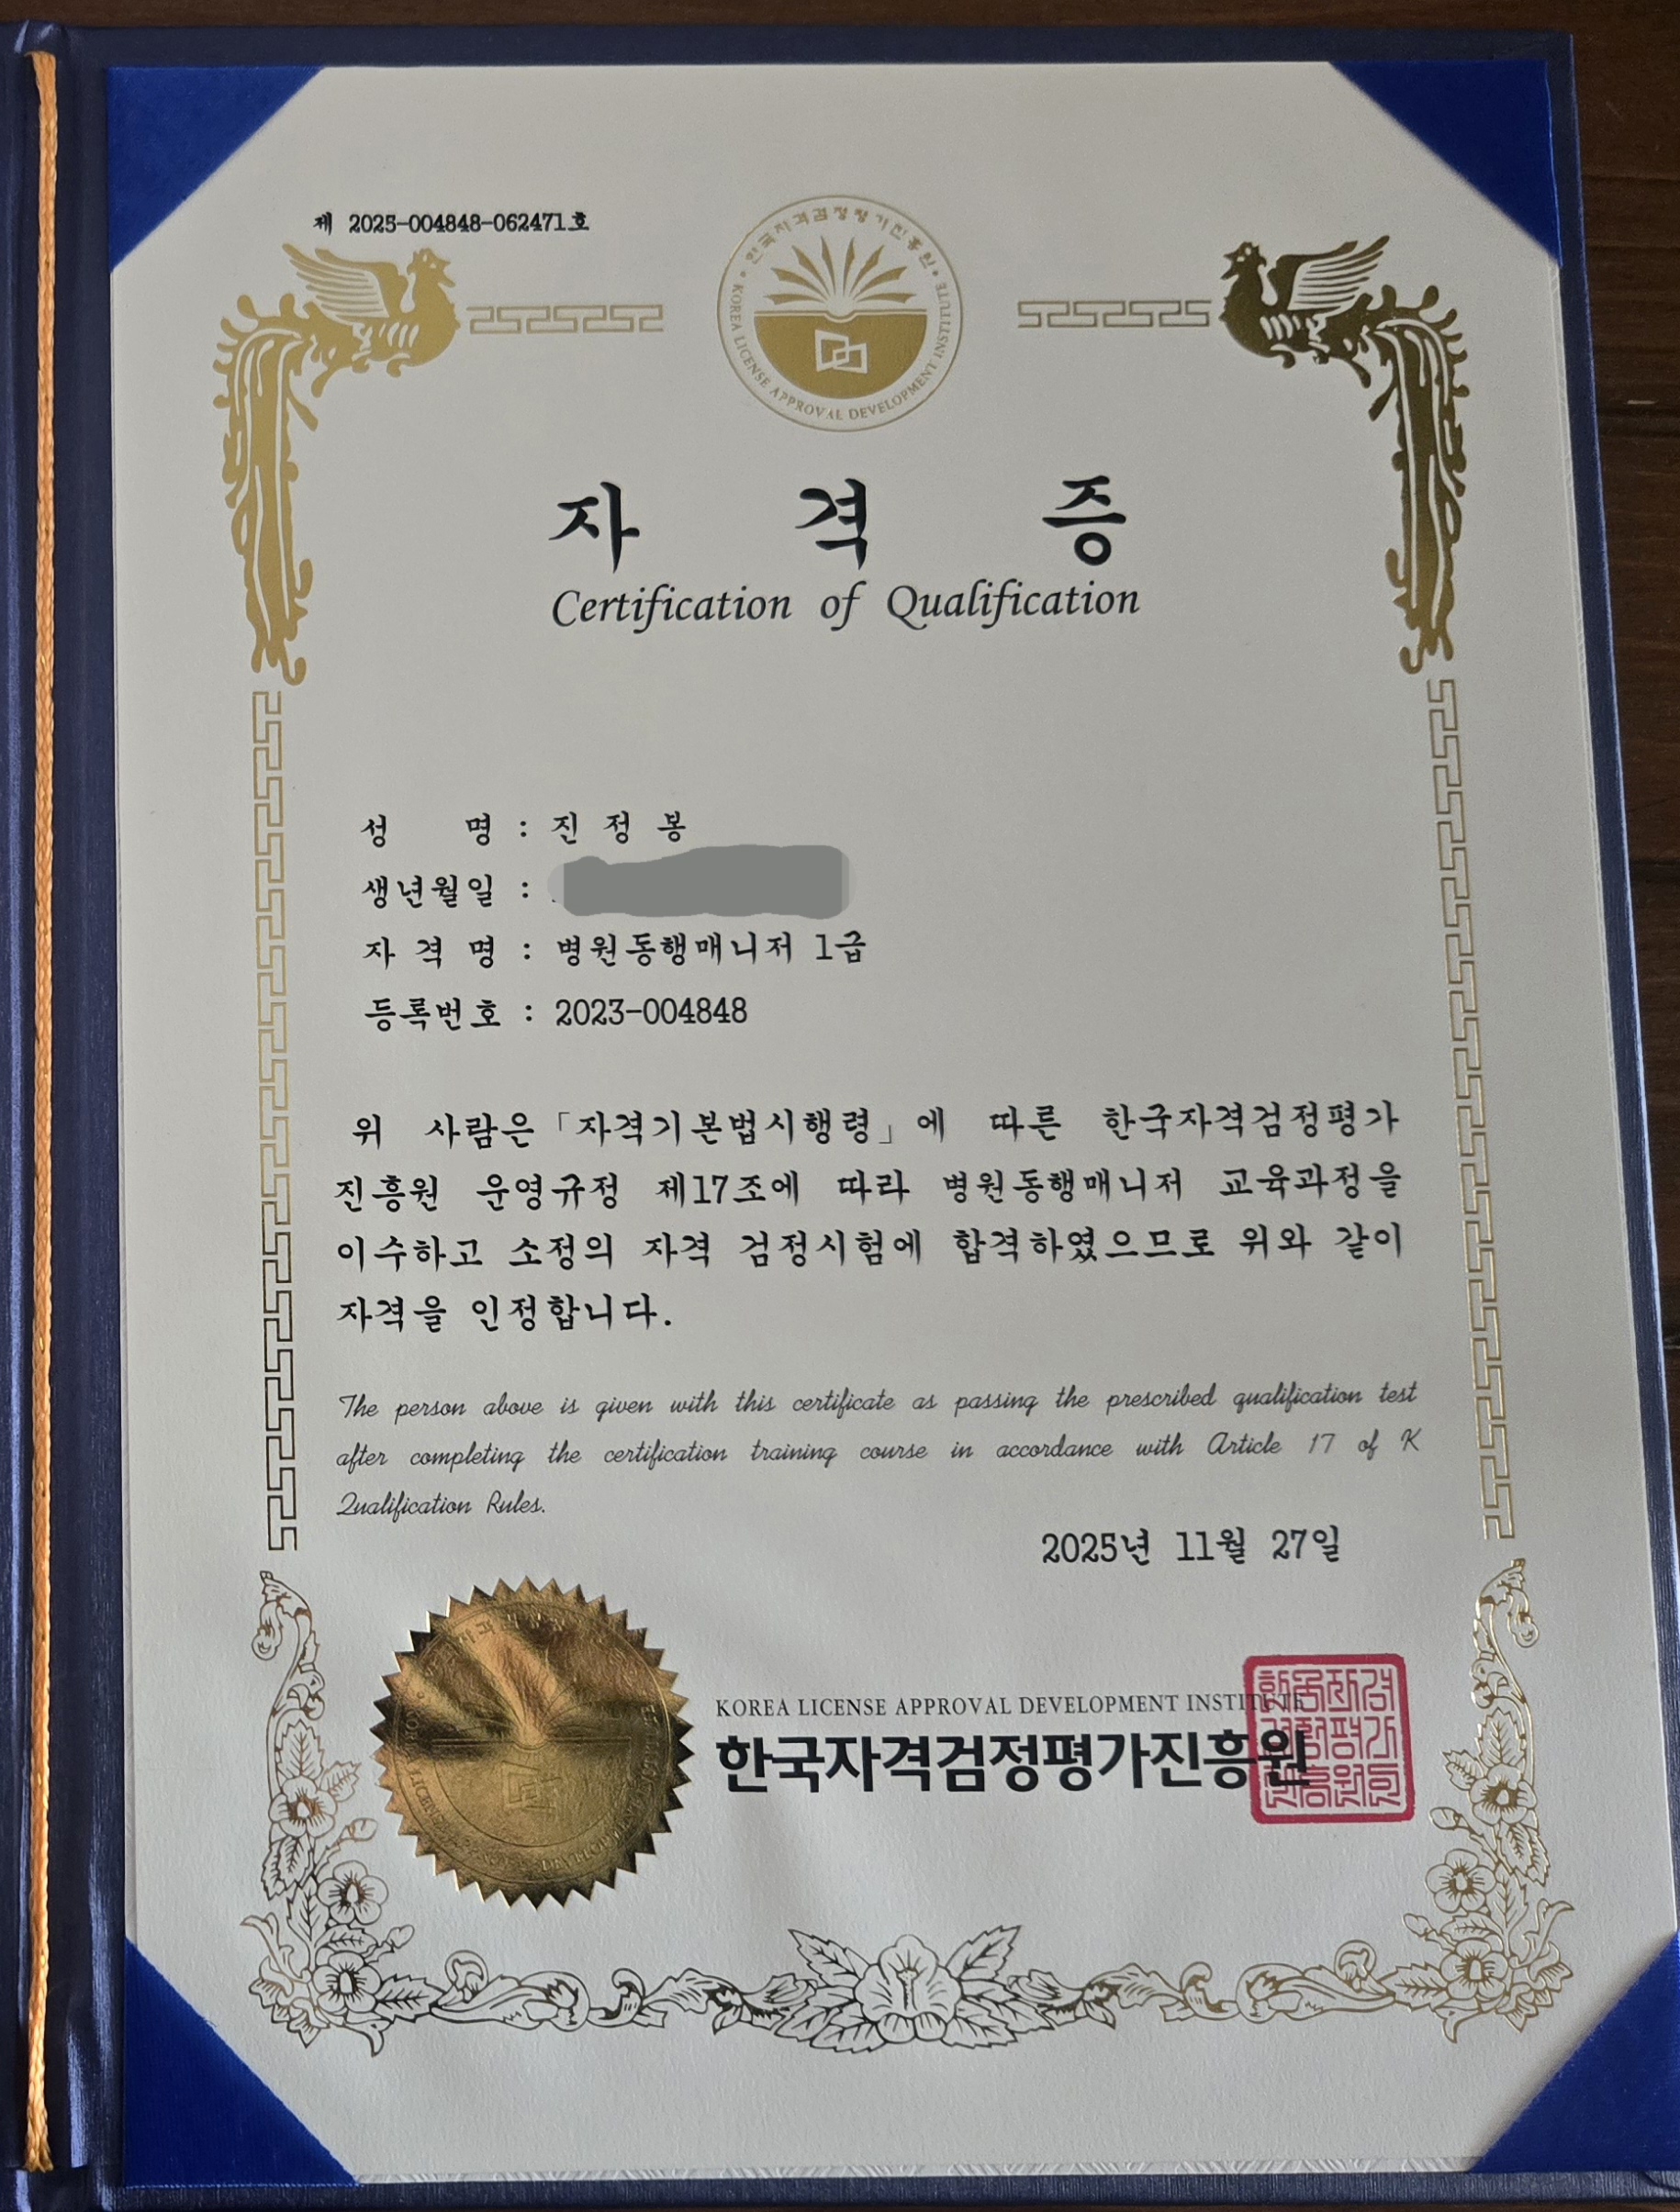 제 2025-004848-062471호
한국자격검정평가진흥원
KOREA LICENSE APPROVAL DEVELOPMENT INSTITUTE
자 격 증
Certification of Qualification
성 명 : 진 정 봉
생년월일 :
자 격 명 : 병원동행매니저 1급
등록번호 : 2023-004848
위 사람은 「자격기본법시행령」에 따른 한국자격검정평가
진흥원 운영규정 제17조에 따라 병원동행매니저 교육과정을
이수하고 소정의 자격 검정시험에 합격하였으므로 위와 같이
자격을 인정합니다.
The person above is given with this certificate as passing the prescribed qualification test
after completing the certification training course in accordance with Article 17 of K
Qualification Rules.
2025년 11월 27일
KOREA LICENSE APPROVAL DEVELOPMENT INSTITUTE
한국자격검정평가진흥원